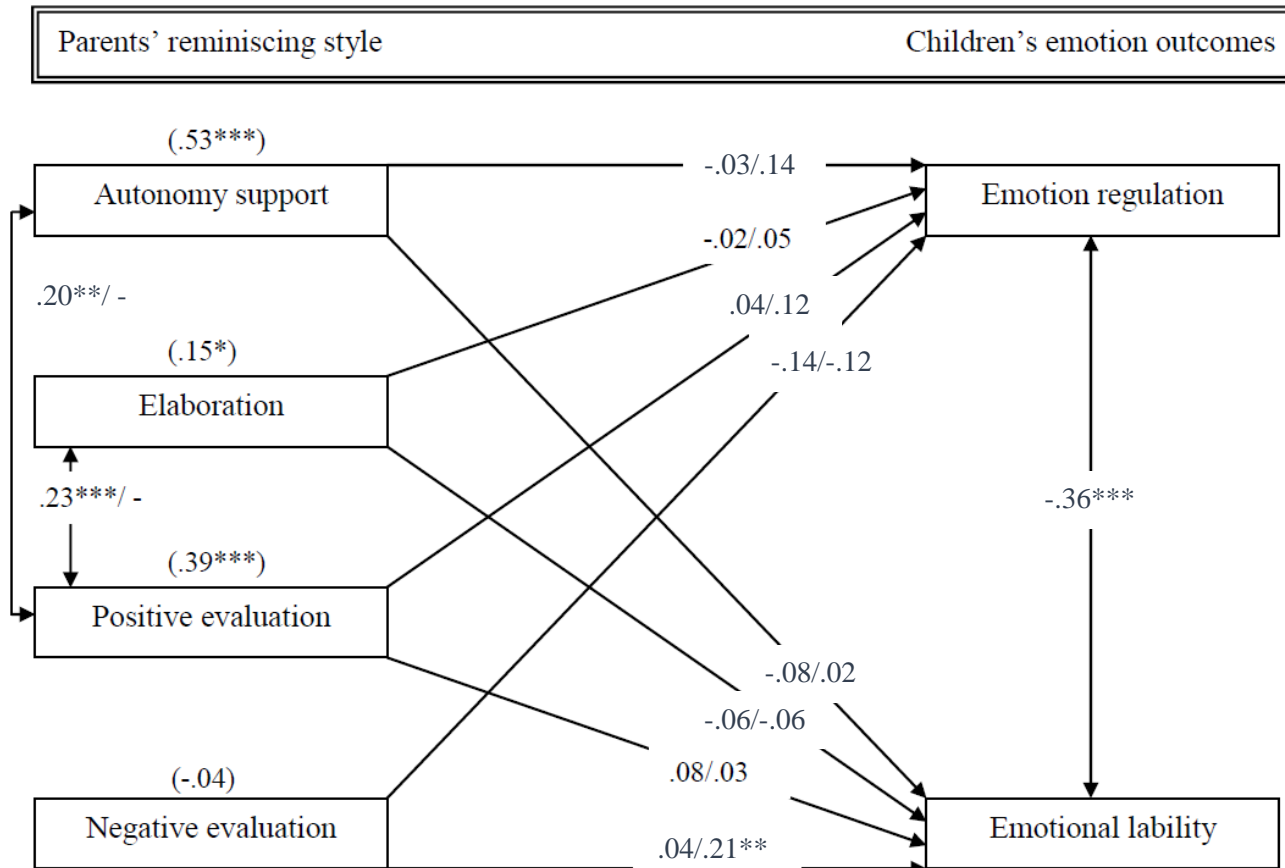 Parents’ reminiscing style Children’s emotion outcomes
(.53***)
Autonomy support -.03/.14 Emotion regulation
-.02/.05
.20**/ - .04/.12
(.15*) -.14/-.12
Elaboration
.23***/ - -.36***
(.39***)
Positive evaluation
-.08/.02
-.06/-.06
(-.04) .08/.03
Negative evaluation .04/.21** Emotional lability